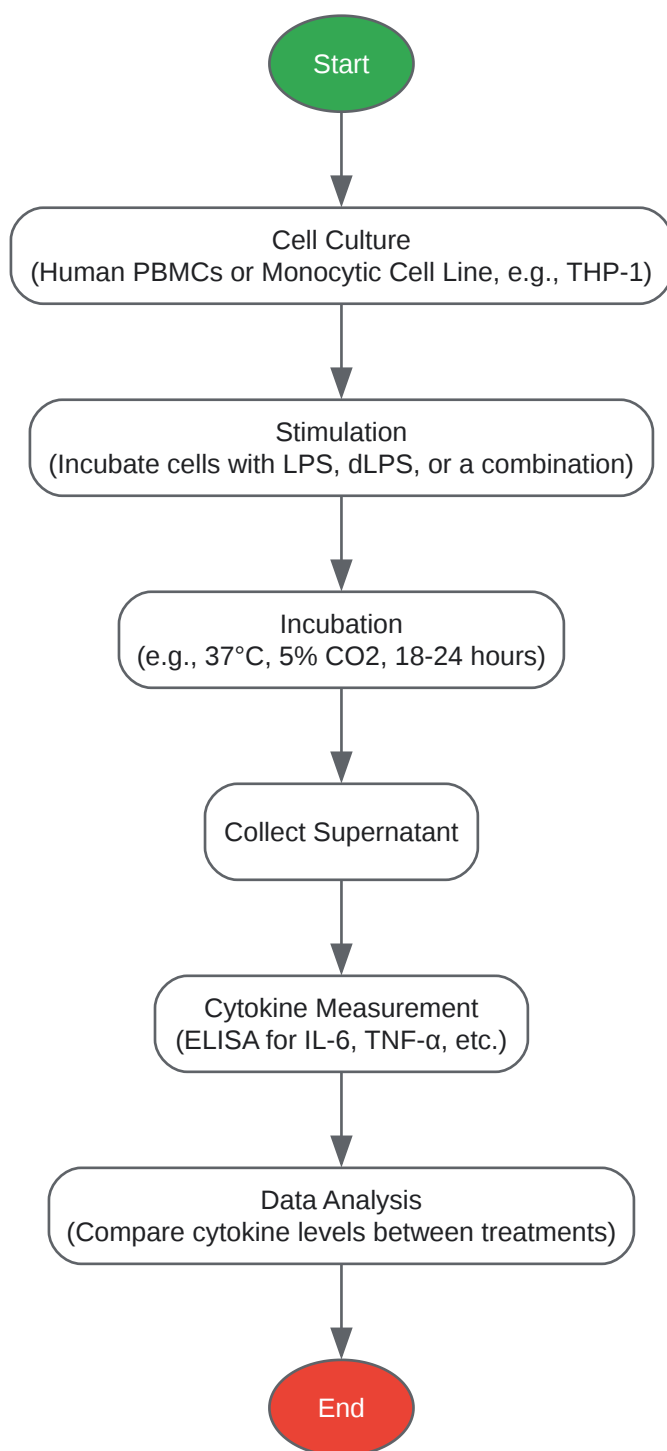 Start
Cell Culture
(Human PBMCs or Monocytic Cell Line, e.g., THP-1)
Stimulation
(Incubate cells with LPS, dLPS, or a combination)
Incubation
(e.g., 37°C, 5% CO2, 18-24 hours)
Collect Supernatant
Cytokine Measurement
(ELISA for IL-6, TNF-α, etc.)
Data Analysis
(Compare cytokine levels between treatments)
End